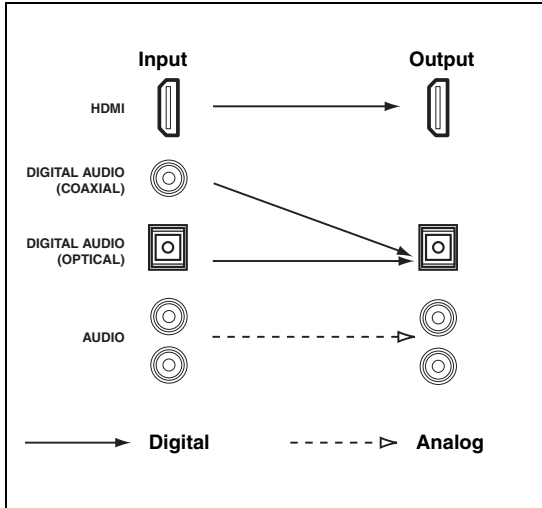 Input Output
HDMI
DIGITAL AUDIO
(COAXIAL)
DIGITAL AUDIO
(OPTICAL)
AUDIO
Digital Analog